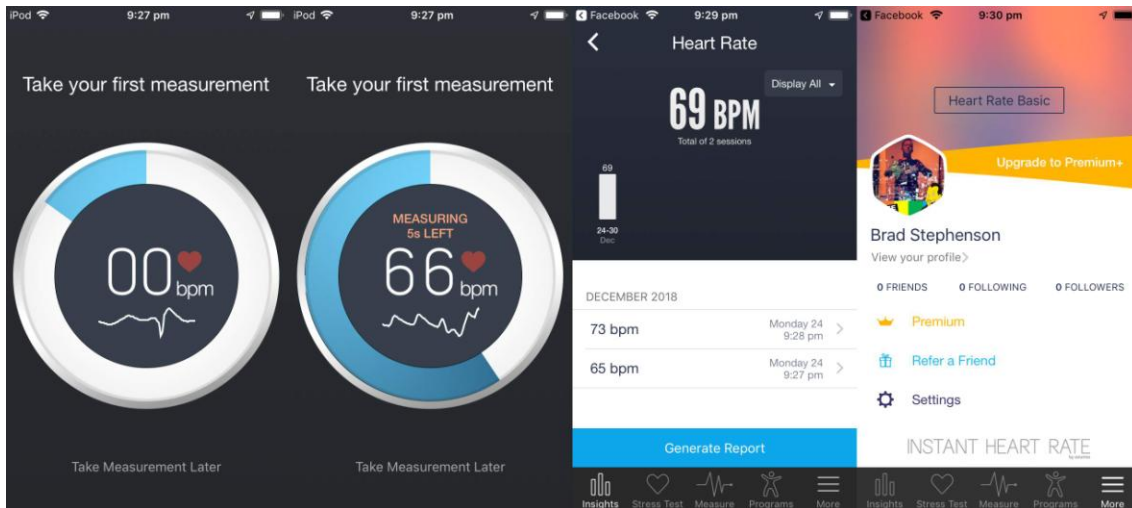 iPod 9:27 pm
Take your first measurement
00 bpm
Take Measurement Later
iPod 9:27 pm
Take your first measurement
MEASURING
5s LEFT
66 bpm
Take Measurement Later
Facebook 9:29 pm
Heart Rate
Display All
69 BPM
Total of 2 sessions
69
24-30
Dec
DECEMBER 2018
73 bpm
Monday 24
9:28 pm
65 bpm
Monday 24
9:27 pm
Generate Report
Insights Stress Test Measure Programs More
Facebook 9:30 pm
Heart Rate Basic
Upgrade to Premium+
Brad Stephenson
View your profile
0 FRIENDS 0 FOLLOWING 0 FOLLOWERS
Premium
Refer a Friend
Settings
INSTANT HEART RATE
Insights Stress Test Measure Programs More